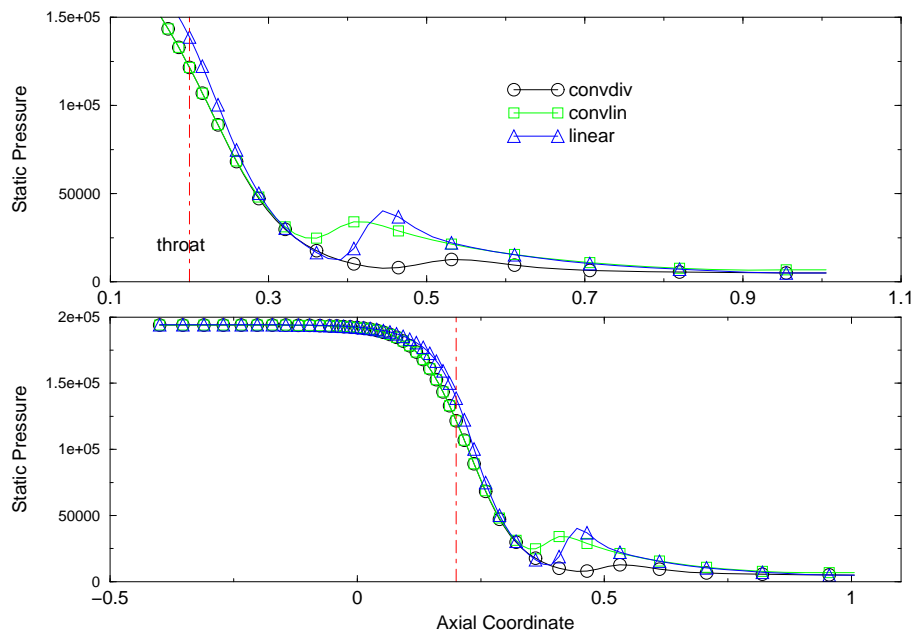 1.5e+05
1e+05
50000
0
Static Pressure
convdiv
convlin
linear
throat
0.1 0.3 0.5 0.7 0.9 1.1
2e+05
1.5e+05
1e+05
50000
0
Static Pressure
−0.5 0 0.5 1
Axial Coordinate